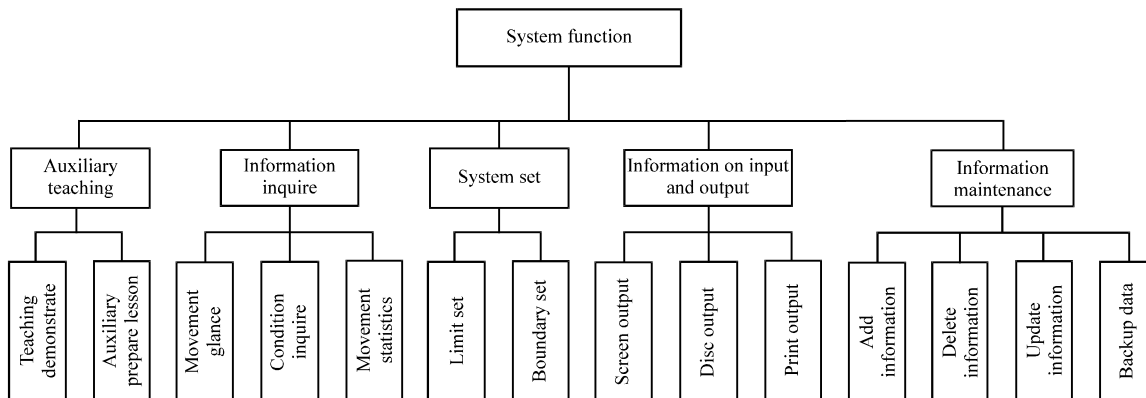 System function
Auxiliary
teaching
Information
inquire
System set
Information on input
and output
Information
maintenance
Teaching
demonstrate
Auxiliary
prepare lesson
Movement
glance
Condition
inquire
Movement
statistics
Limit set
Boundary set
Screen output
Disc output
Print output
Add
information
Delete
information
Update
information
Backup data